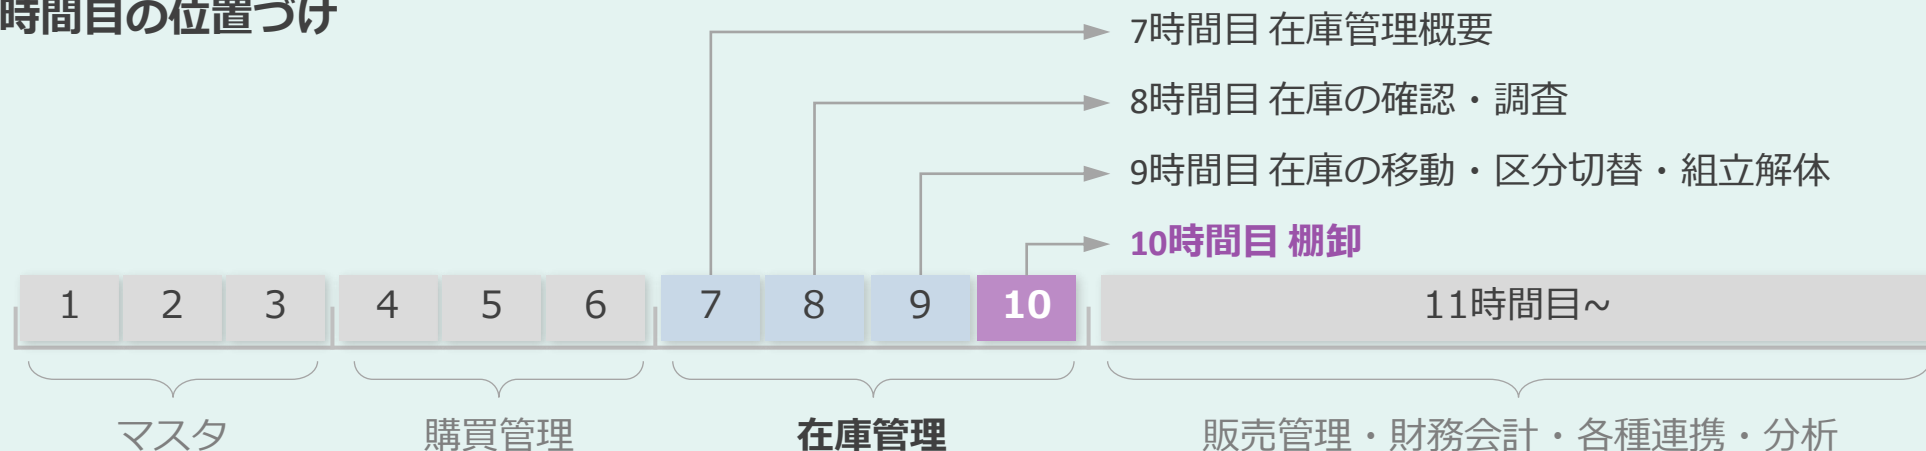 時間目の位置づけ
7時間目 在庫管理概要
8時間目 在庫の確認・調査
9時間目 在庫の移動・区分切替・組立解体
10時間目 棚卸
1 2 3 4 5 6 7 8 9 10 11時間目~
マスタ 購買管理 在庫管理 販売管理・財務会計・各種連携・分析